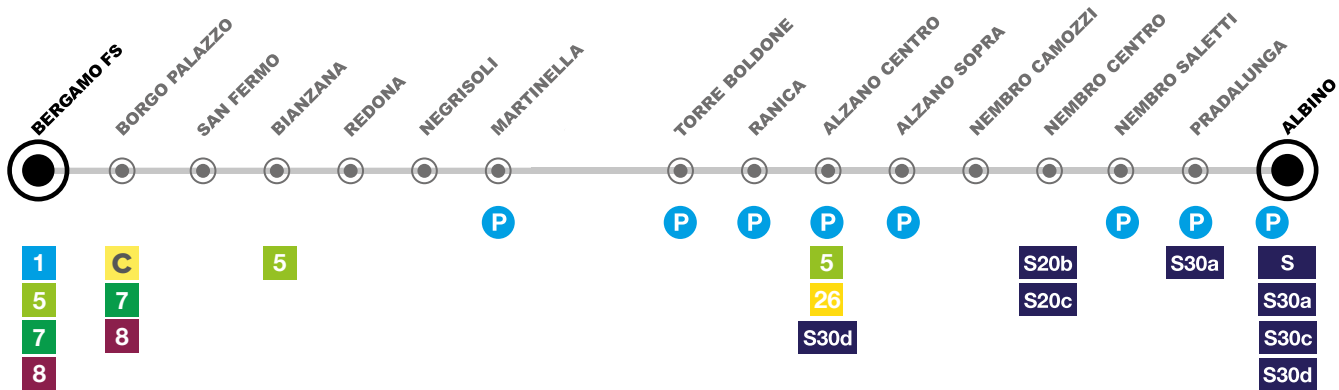 BERGAMO FS
BORGO PALAZZO
SAN FERMO
BIANZANA
REDONA
NEGRISOLI
MARTINELLA
TORRE BOLDONE
RANICA
ALZANO CENTRO
ALZANO SOPRA
NEMBRO CAMOZZI
NEMBRO CENTRO
NEMBRO SALETTI
PRADALUNGA
ALBINO
P P P P P P P P
1 C 5 5 S20b S30a S
5 7 26 S20c S30a
7 8 S30d S30c
8 S30d